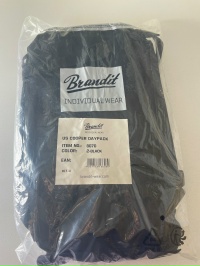 Brandit
INDIVIDUAL WEAR
Brandit
US COOPER DAYPACK
ITEM NO.: 8070
COLOR: 2-BLACK
EAN: